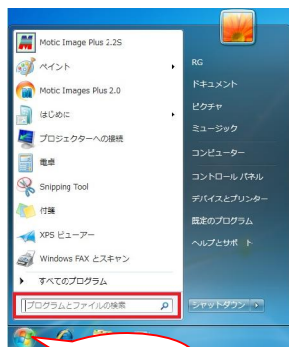 Motic Image Plus 2.2S
ペイント
Motic Images Plus 2.0
はじめに
プロジェクターへの接続
電卓
Snipping Tool
付箋
XPS ビューアー
Windows FAX とスキャン
すべてのプログラム
プログラムとファイルの検索
RG
ドキュメント
ピクチャ
ミュージック
コンピューター
コントロール パネル
デバイスとプリンター
既定のプログラム
ヘルプとサポート
シャットダウン